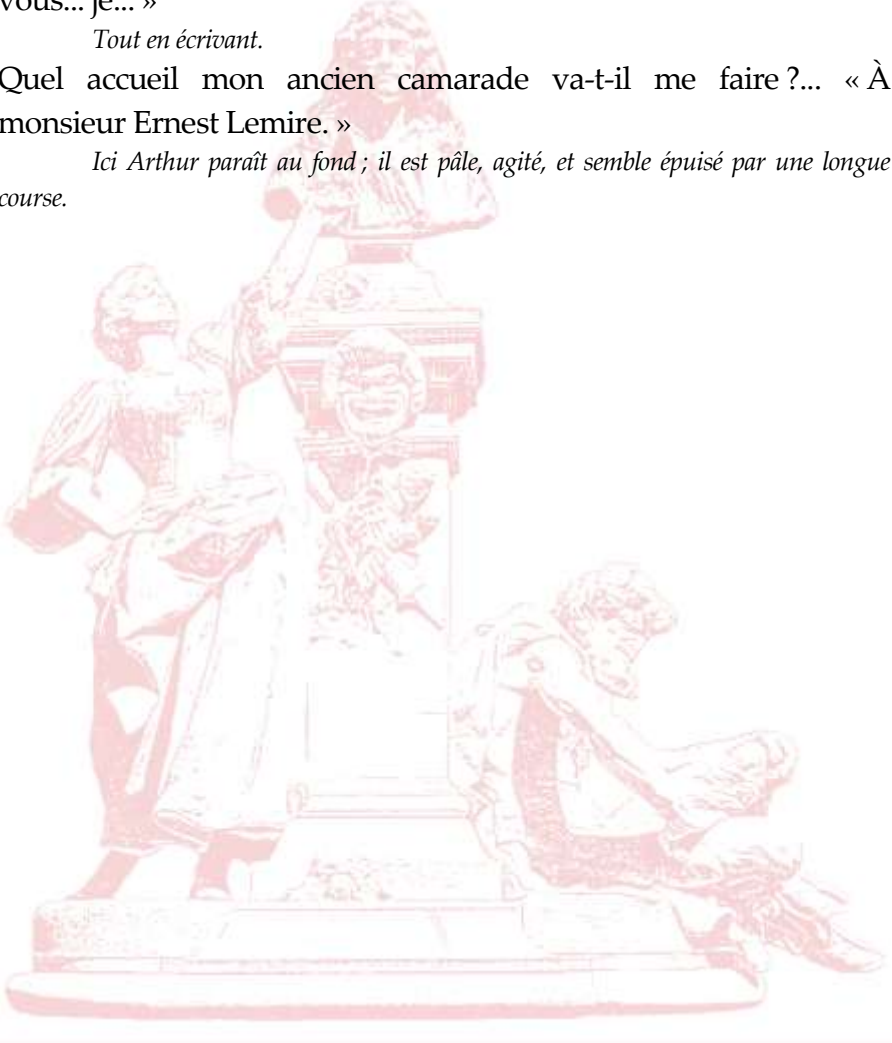 vous... je... »
Tout en écrivant.
Quel accueil mon ancien camarade va-t-il me faire ?... « À
monsieur Ernest Lemire. »
Ici Arthur paraît au fond ; il est pâle, agité, et semble épuisé par une longue
course.